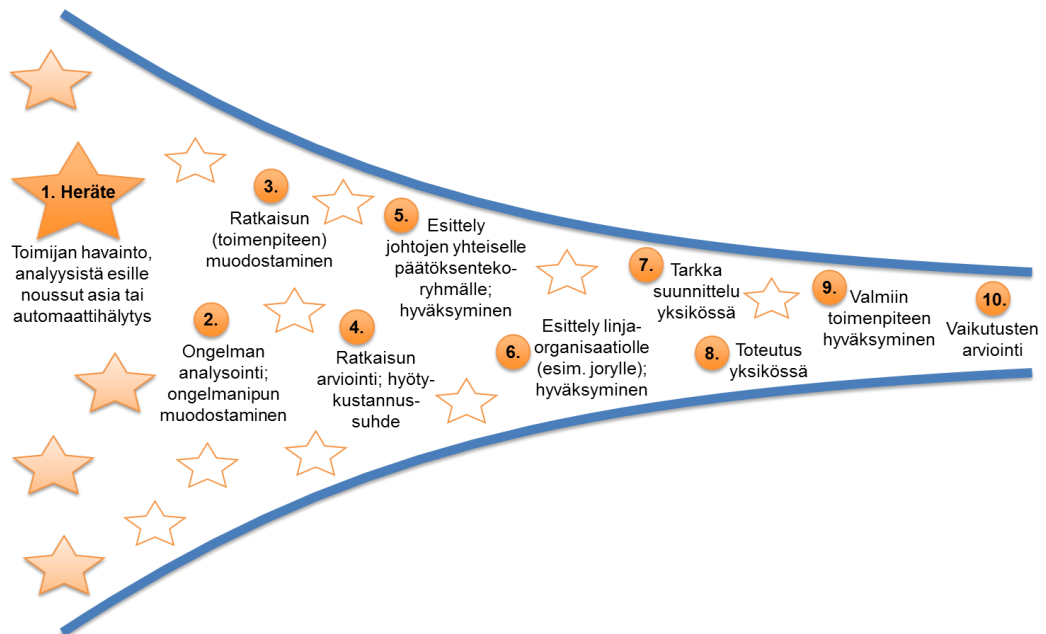 1. Heräte
Toimijan havainto,
analyysistä esille
noussut asia tai
automaattihälytys
2.
Ongelman
analysointi;
ongelmanipun
muodostaminen
3.
Ratkaisun
(toimenpiteen)
muodostaminen
4.
Ratkaisun
arviointi; hyöty-
kustannus-
suhde
5.
Esittely
johtojen yhteiselle
päätöksenteko-
ryhmälle;
hyväksyminen
6.
Esittely linja-
organisaatiolle
(esim. jorylle);
hyväksyminen
7.
Tarkka
suunnittelu
yksikössä
8.
Toteutus
yksikössä
9.
Valmiin
toimenpiteen
hyväksyminen
10.
Vaikutusten
arviointi